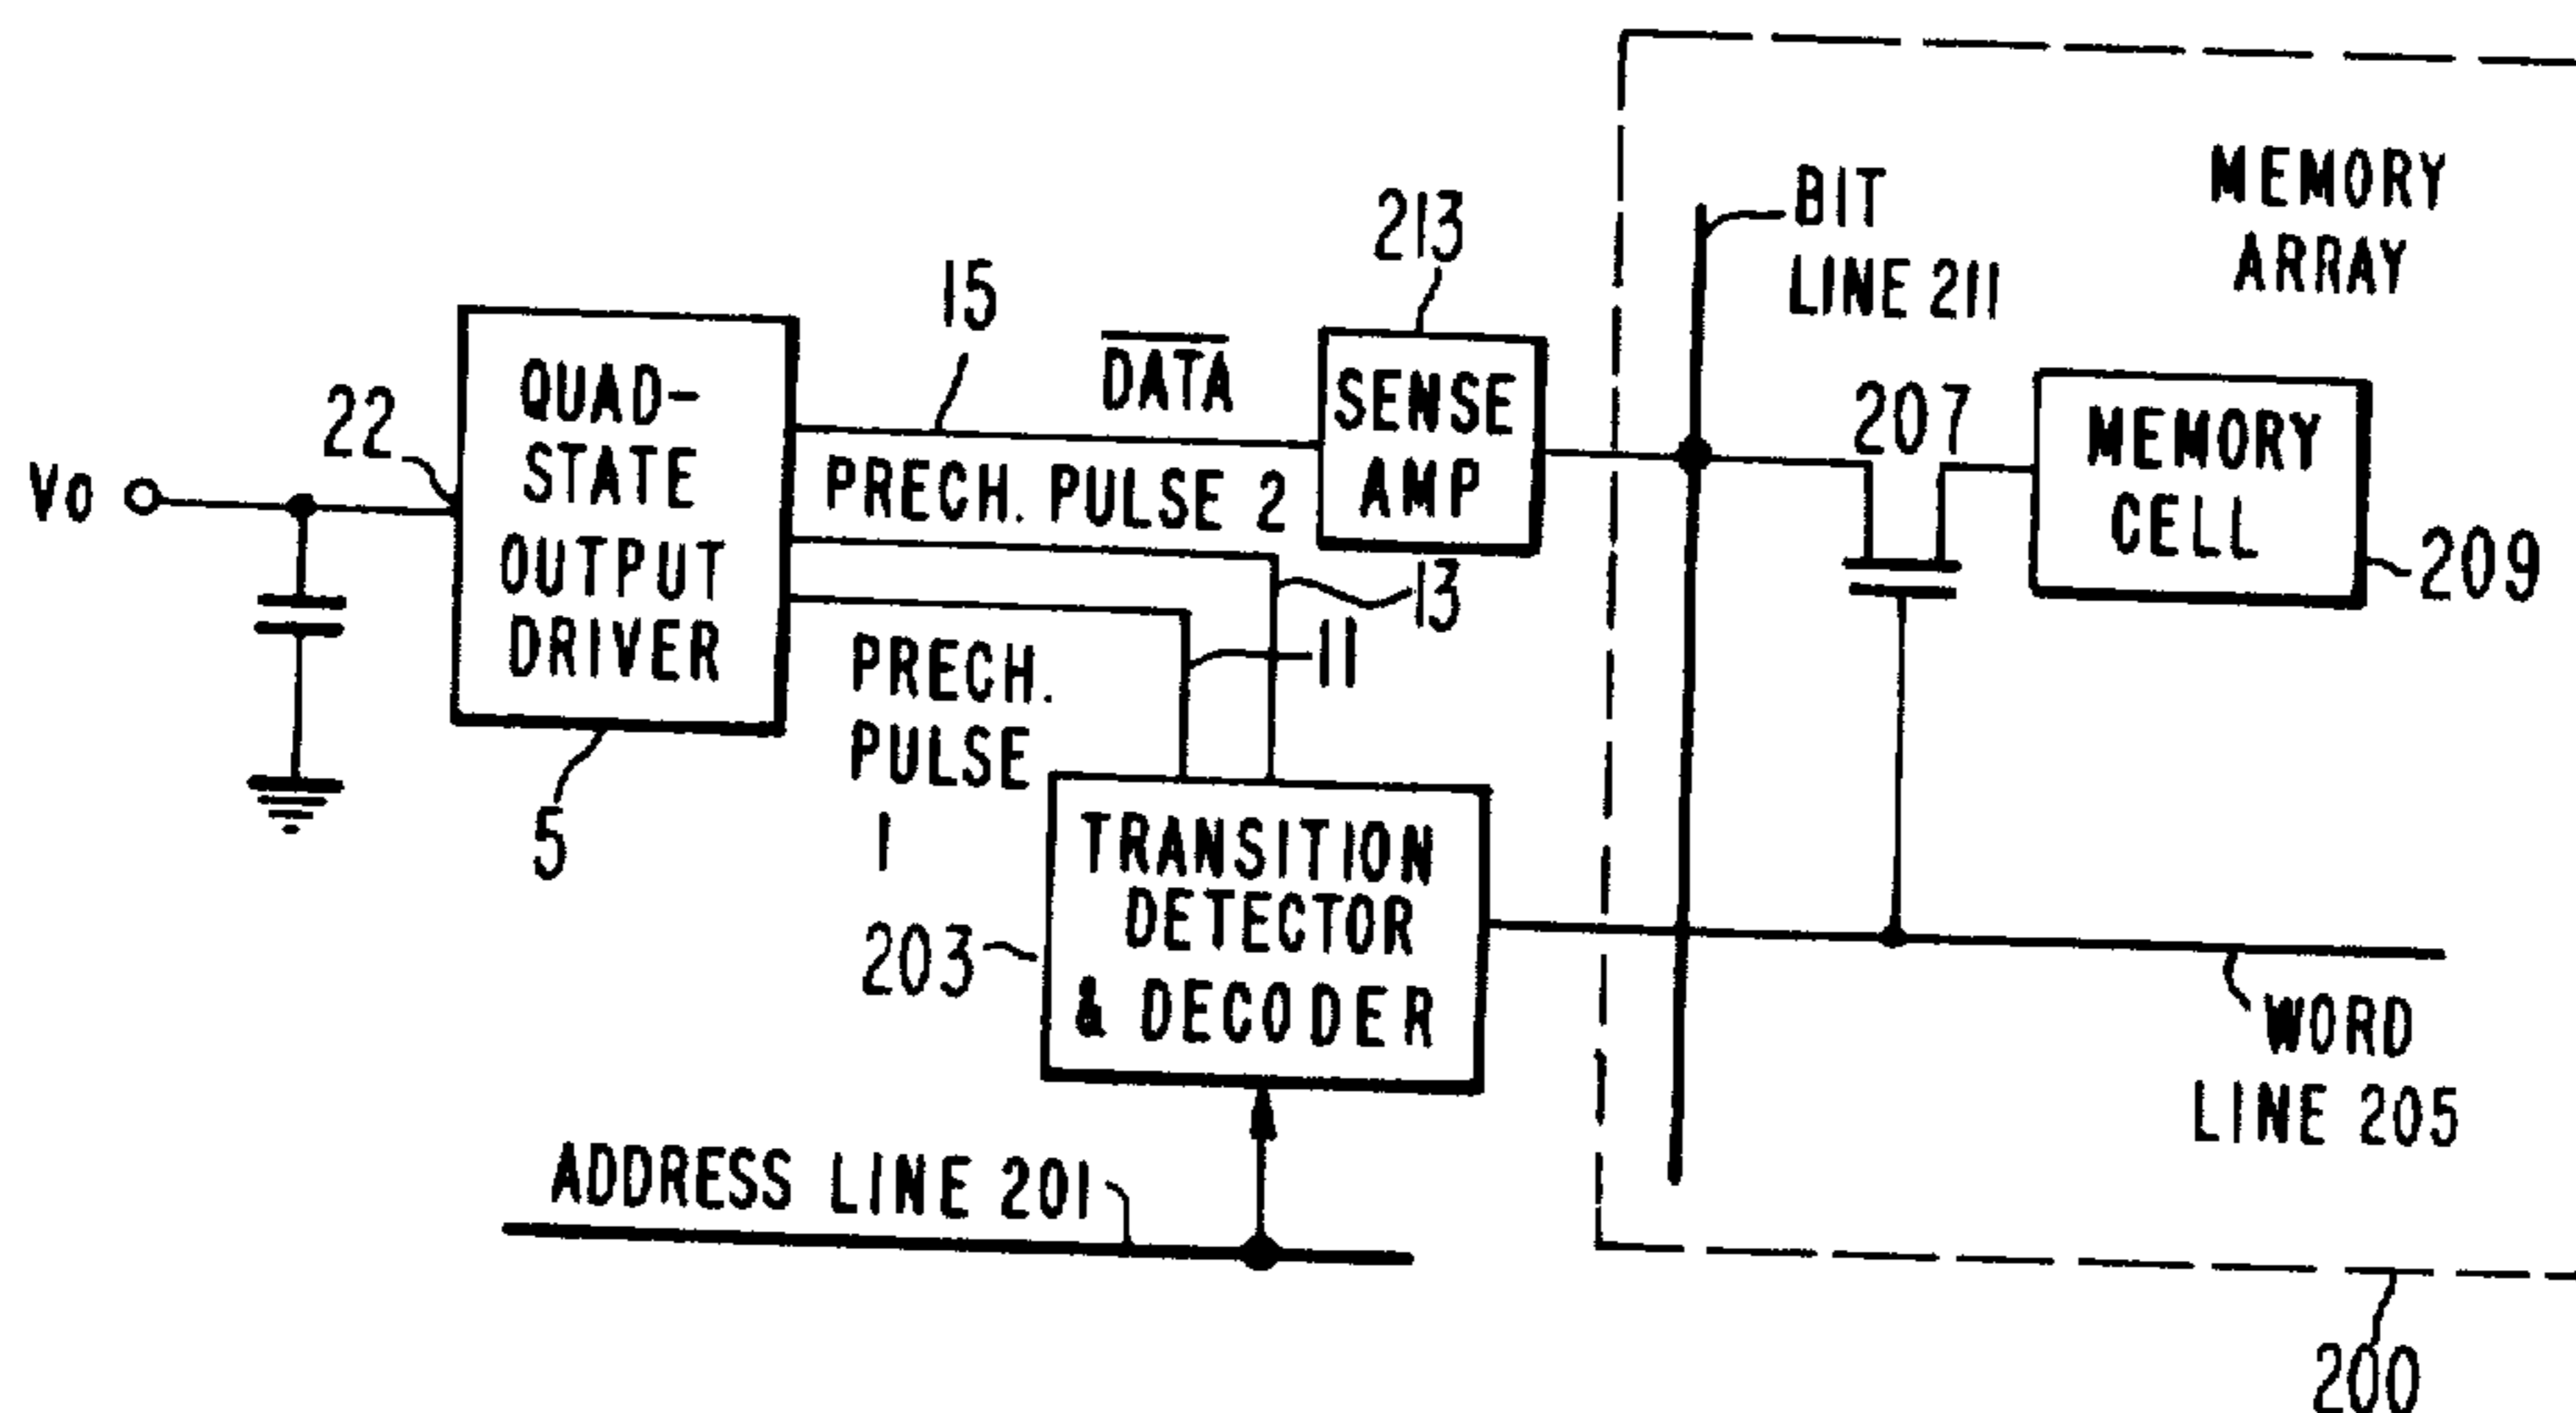 MEMORY
ARRAY
BIT
LINE 211
213
15
D̅A̅T̅A̅
SENSE
AMP
207
MEMORY
CELL
209
22
QUAD-
STATE
OUTPUT
DRIVER
Vo
PRECH. PULSE 2
13
11
PRECH.
PULSE
1
5
TRANSITION
DETECTOR
& DECODER
203
WORD
LINE 205
ADDRESS LINE 201
200